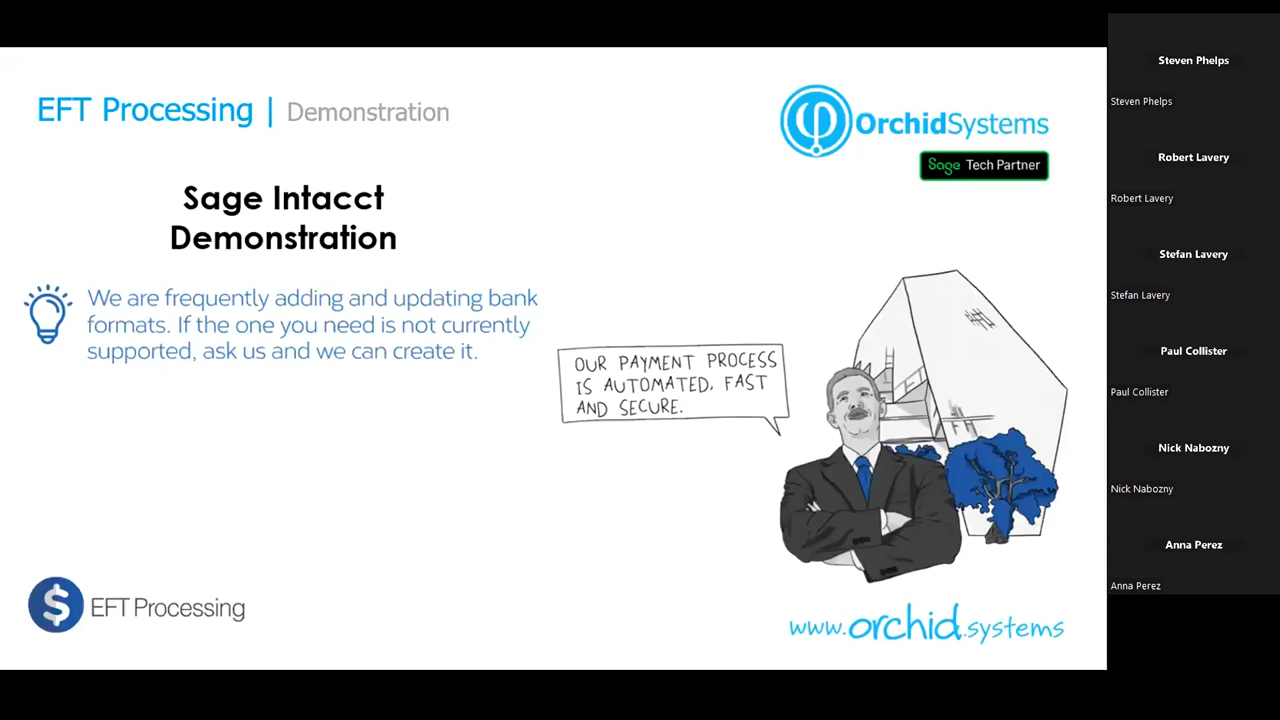 EFT Processing | Demonstration
OrchidSystems
Sage Tech Partner
Sage Intacct
Demonstration
We are frequently adding and updating bank
formats. If the one you need is not currently
supported, ask us and we can create it.
OUR PAYMENT PROCESS
IS AUTOMATED, FAST
AND SECURE.
$ EFT Processing
www.orchid.systems
Steven Phelps
Steven Phelps
Robert Lavery
Robert Lavery
Stefan Lavery
Stefan Lavery
Paul Collister
Paul Collister
Nick Nabozny
Nick Nabozny
Anna Perez
Anna Perez